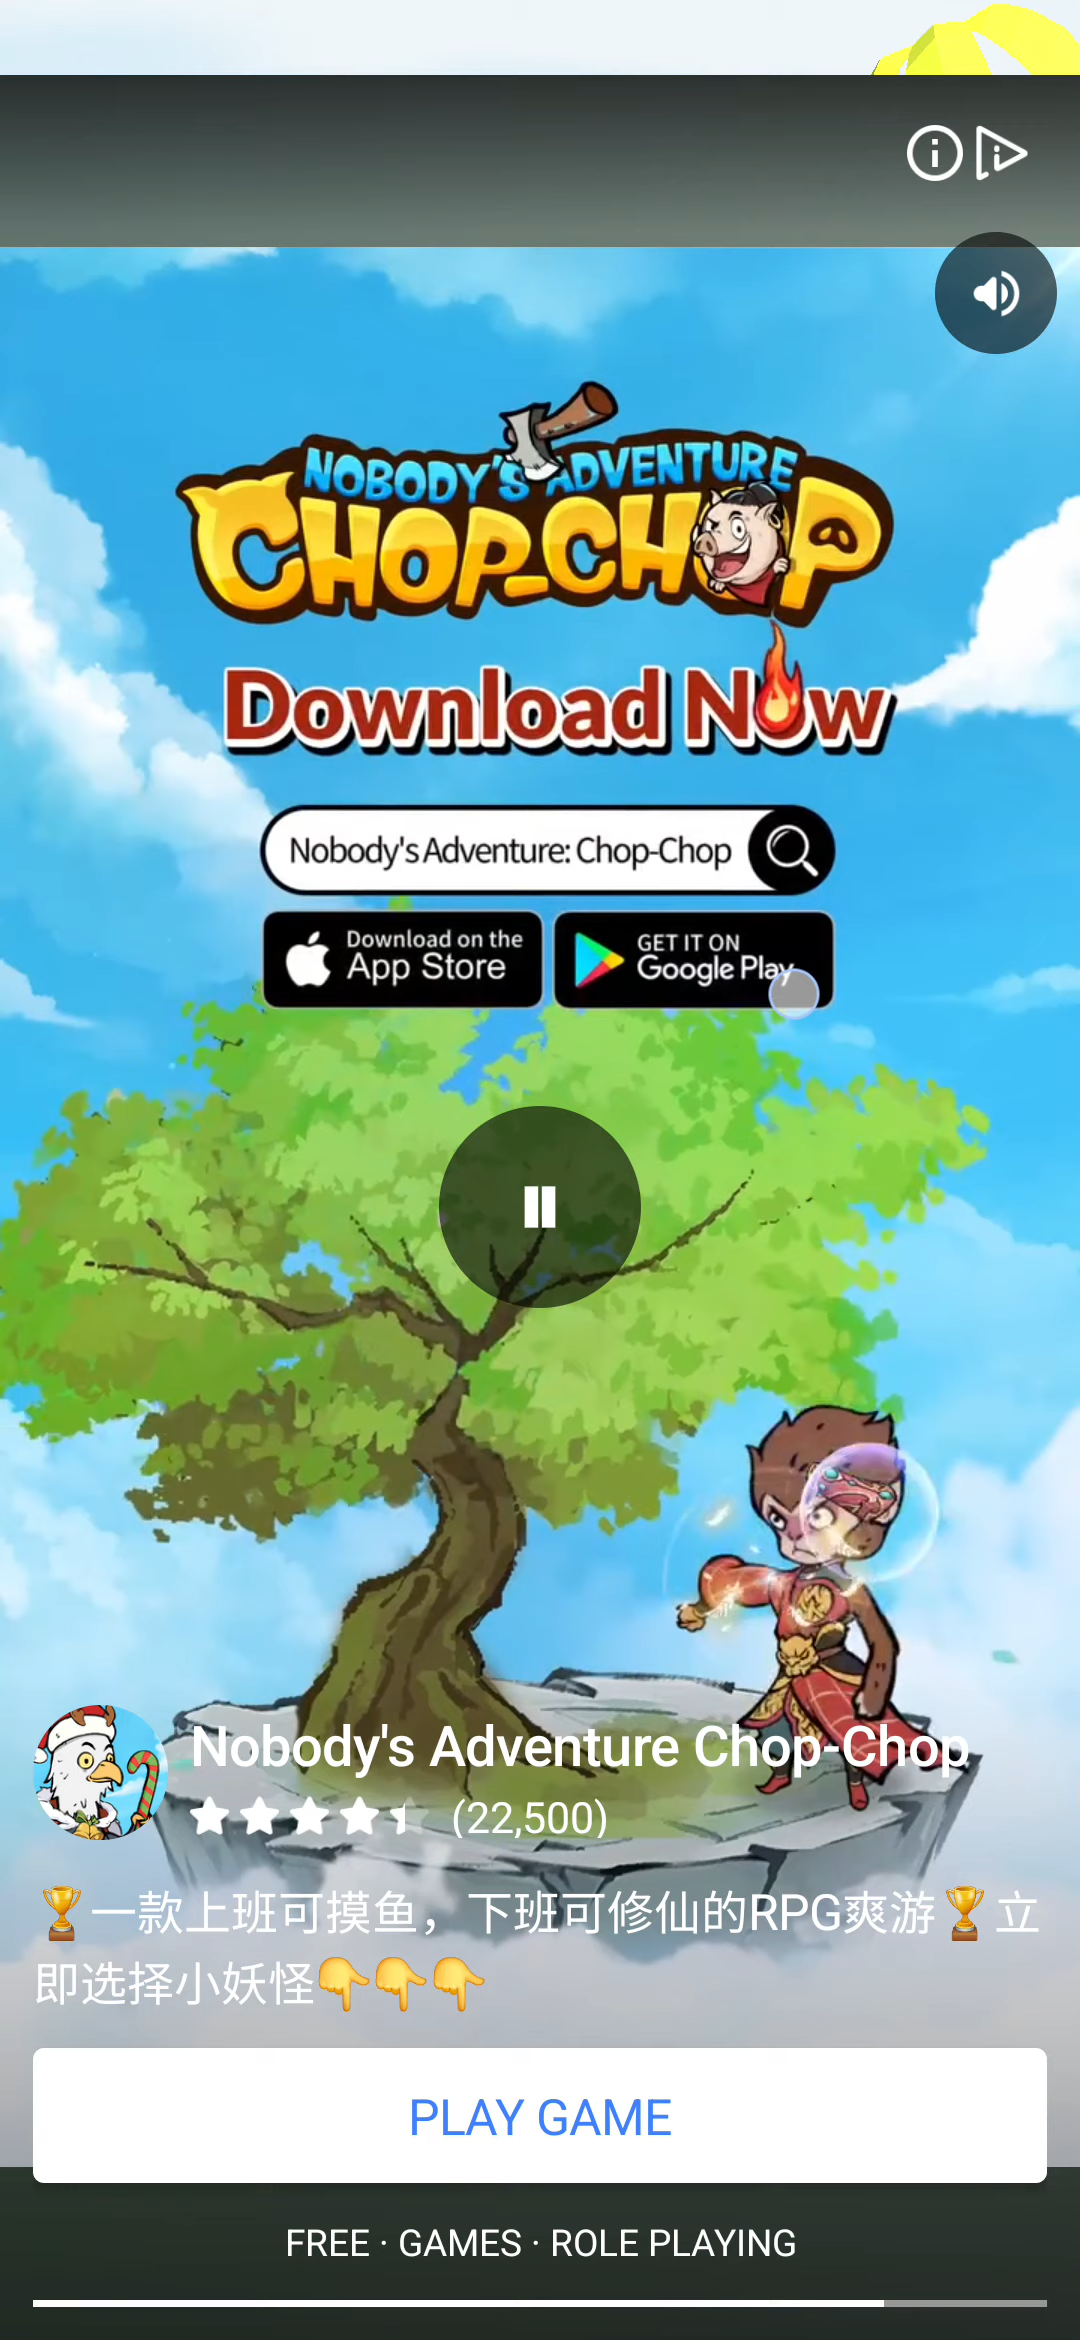 NOBODY'S ADVENTURE
CHOP-CHOP
Download Now
Nobody's Adventure: Chop-Chop
Download on the
App Store
GET IT ON
Google Play
Nobody's Adventure Chop-Chop
(22,500)
🏆一款上班可摸鱼，下班可修仙的RPG爽游🏆立
即选择小妖怪👇👇👇
PLAY GAME
FREE · GAMES · ROLE PLAYING